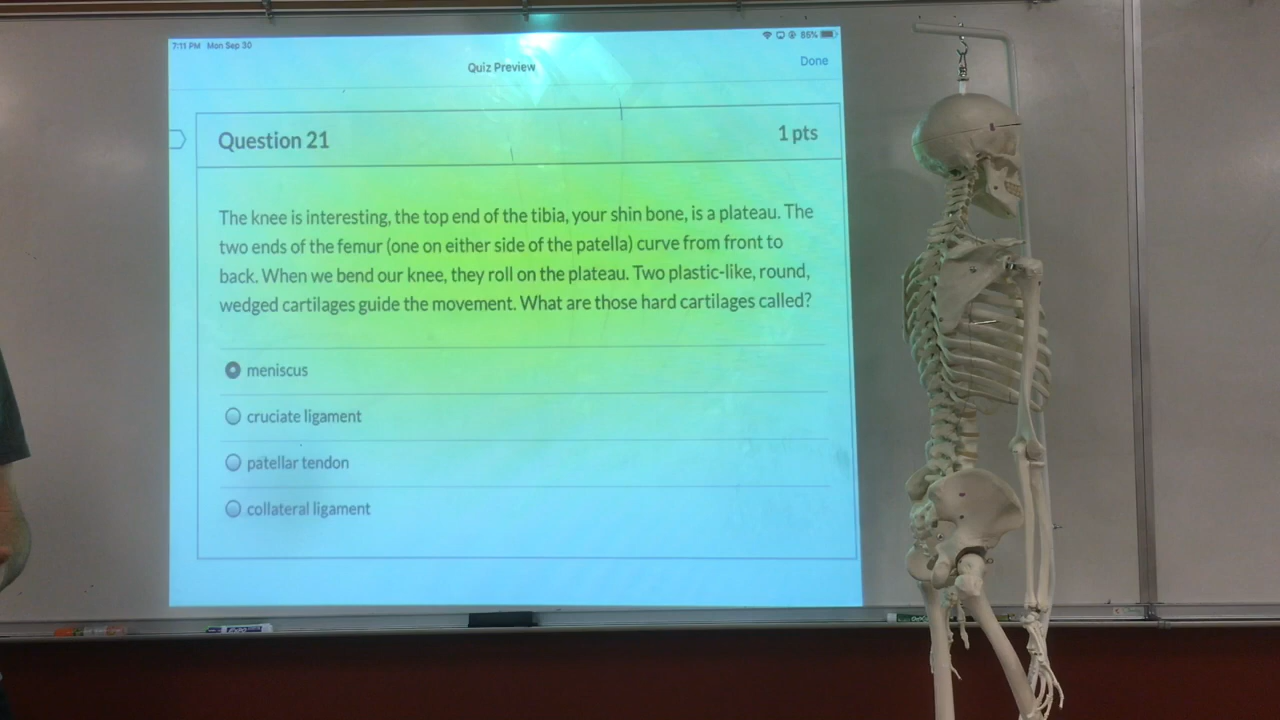 7:11 PM Mon Sep 30
85%
Quiz Preview
Done
Question 21
1 pts
The knee is interesting, the top end of the tibia, your shin bone, is a plateau. The
two ends of the femur (one on either side of the patella) curve from front to
back. When we bend our knee, they roll on the plateau. Two plastic-like, round,
wedged cartilages guide the movement. What are those hard cartilages called?
meniscus
cruciate ligament
patellar tendon
collateral ligament